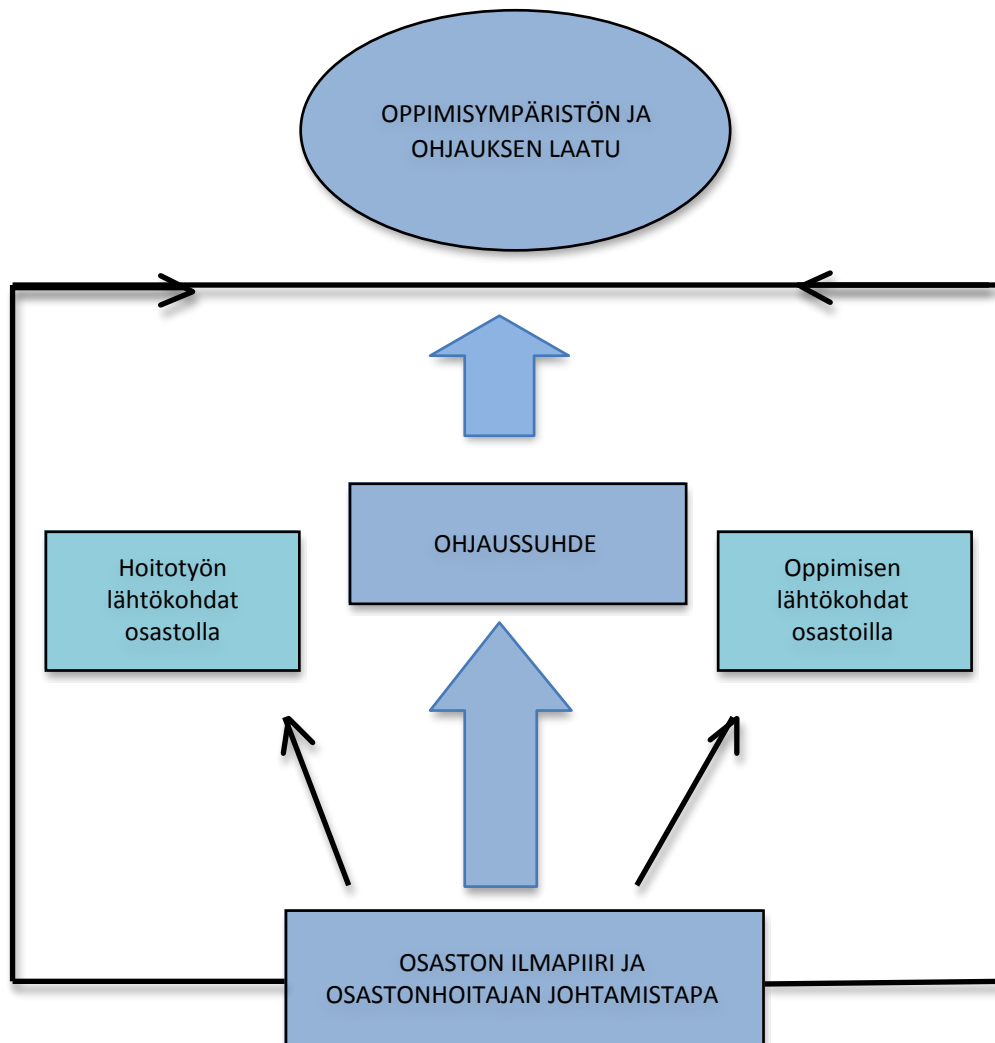 OPPIMISYMPÄRISTÖN JA
OHJAUKSEN LAATU
OHJAUSSUHDE
Hoitotyön
lähtökohdat
osastolla
Oppimisen
lähtökohdat
osastoilla
OSASTON ILMAPIIRI JA
OSASTONHOITAJAN JOHTAMISTAPA